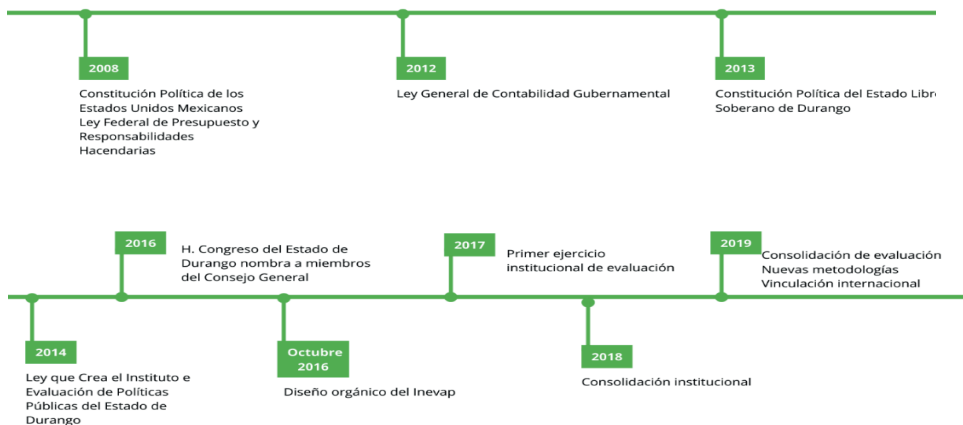 2008
Constitución Política de los
Estados Unidos Mexicanos
Ley Federal de Presupuesto y
Responsabilidades
Hacendarias
2012
Ley General de Contabilidad Gubernamental
2013
Constitución Política del Estado Libre
Soberano de Durango
2014
Ley que Crea el Instituto e
Evaluación de Políticas
Públicas del Estado de
Durango
2016
H. Congreso del Estado de
Durango nombra a miembros
del Consejo General
Octubre
2016
Diseño orgánico del Inevap
2017
Primer ejercicio
institucional de evaluación
2018
Consolidación institucional
2019
Consolidación de evaluación
Nuevas metodologías
Vinculación internacional